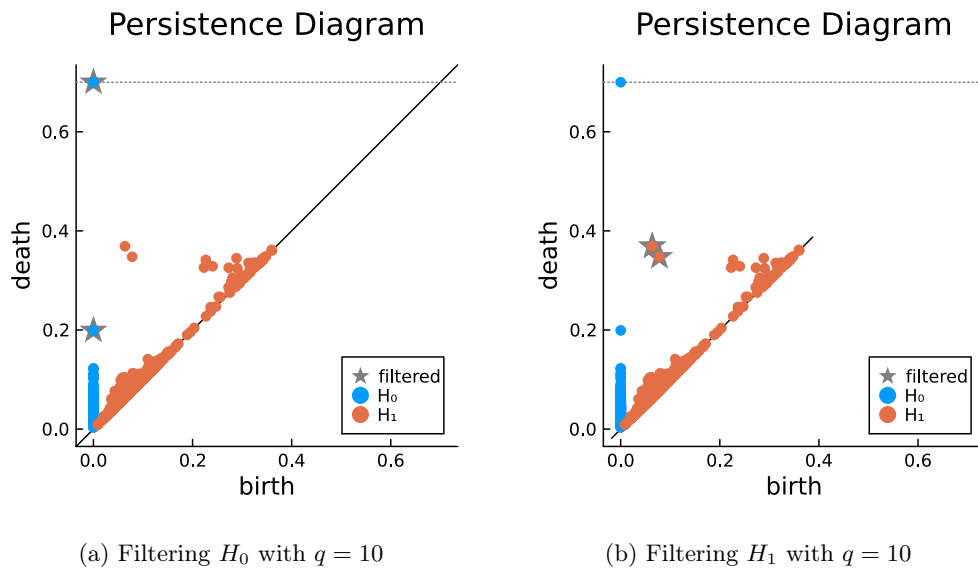 Persistence Diagram
0.6
0.4
0.2
0.0
death
0.0 0.2 0.4 0.6
birth
filtered
H₀
H₁
(a) Filtering H₀ with q = 10
Persistence Diagram
0.6
0.4
0.2
0.0
death
0.0 0.2 0.4 0.6
birth
filtered
H₀
H₁
(b) Filtering H₁ with q = 10